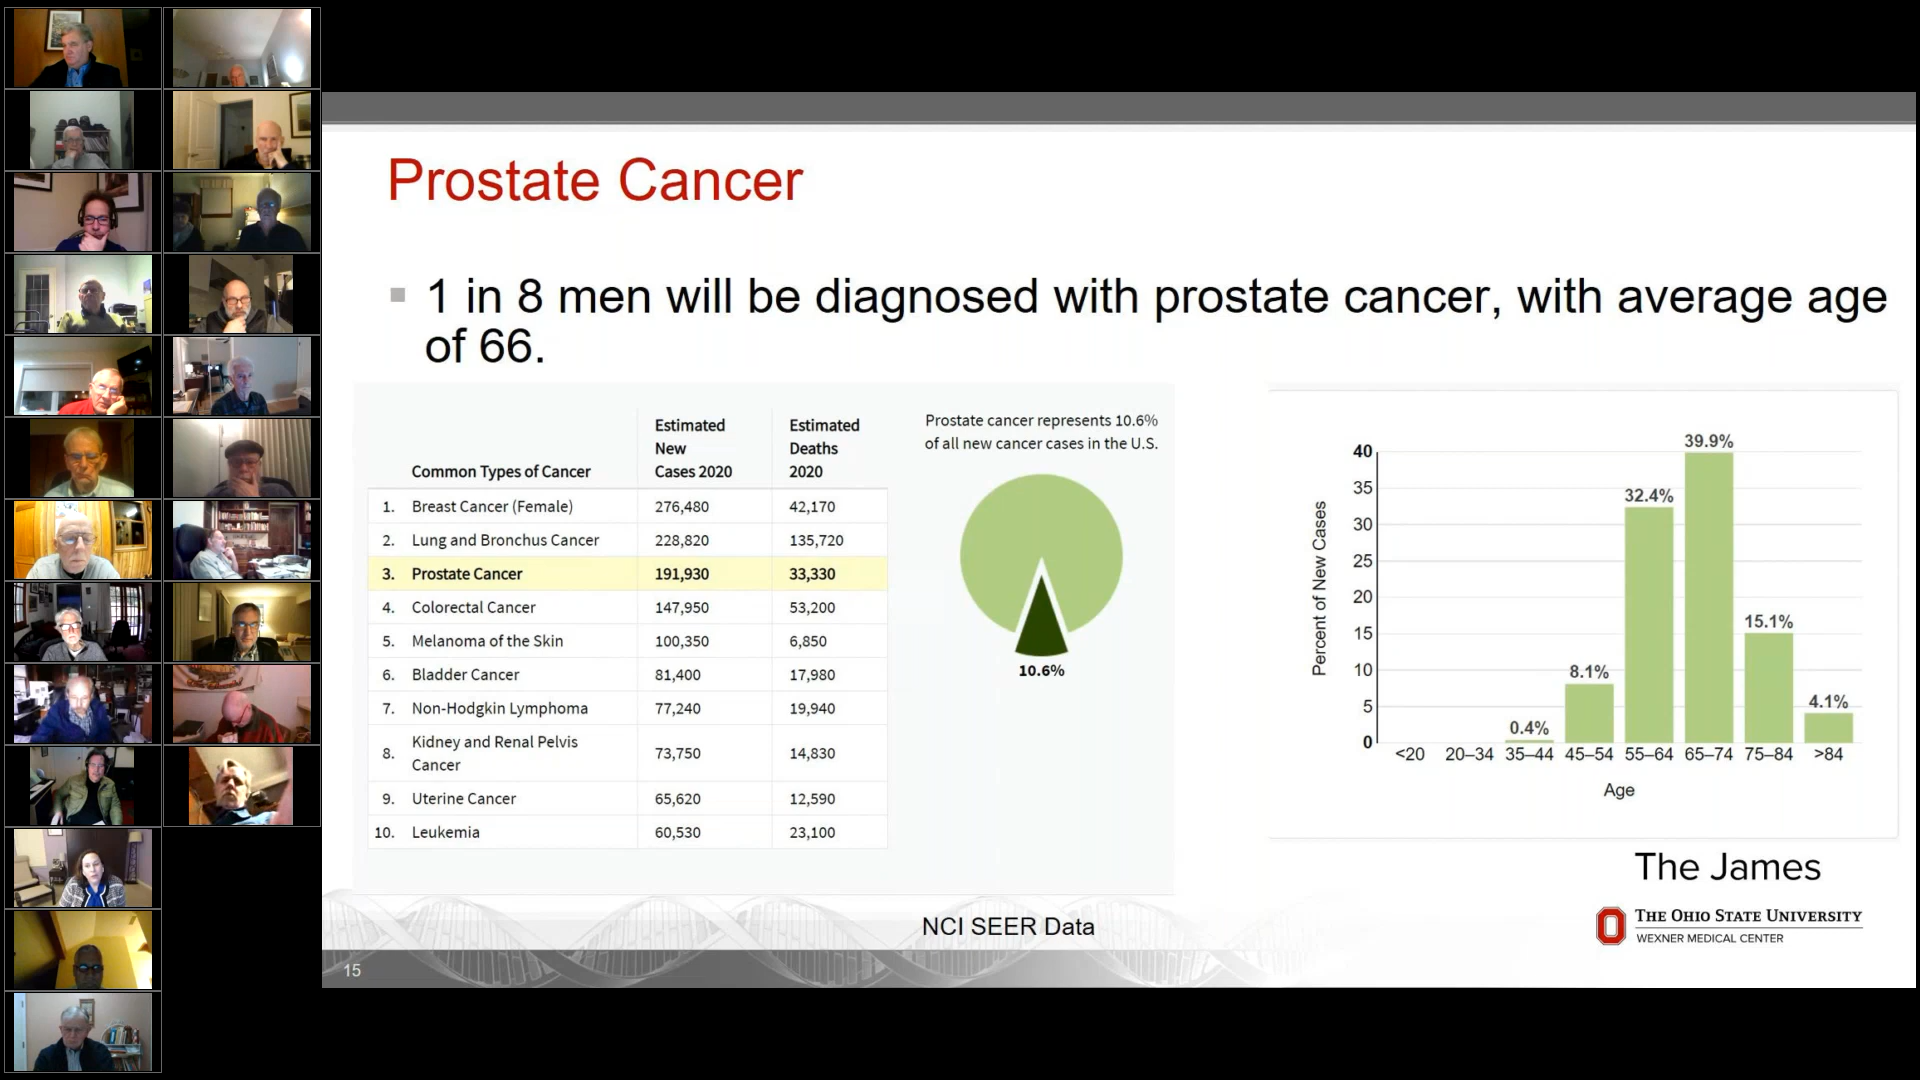 Prostate Cancer
▪ 1 in 8 men will be diagnosed with prostate cancer, with average age
of 66.
Estimated New Cases 2020
Estimated Deaths 2020
Common Types of Cancer
1. Breast Cancer (Female) 276,480 42,170
2. Lung and Bronchus Cancer 228,820 135,720
3. Prostate Cancer 191,930 33,330
4. Colorectal Cancer 147,950 53,200
5. Melanoma of the Skin 100,350 6,850
6. Bladder Cancer 81,400 17,980
7. Non-Hodgkin Lymphoma 77,240 19,940
8. Kidney and Renal Pelvis Cancer 73,750 14,830
9. Uterine Cancer 65,620 12,590
10. Leukemia 60,530 23,100
Prostate cancer represents 10.6%
of all new cancer cases in the U.S.
10.6%
Percent of New Cases
40
35
30
25
20
15
10
5
0
0.4%
8.1%
32.4%
39.9%
15.1%
4.1%
<20 20–34 35–44 45–54 55–64 65–74 75–84 >84
Age
The James
THE OHIO STATE UNIVERSITY
WEXNER MEDICAL CENTER
NCI SEER Data
15